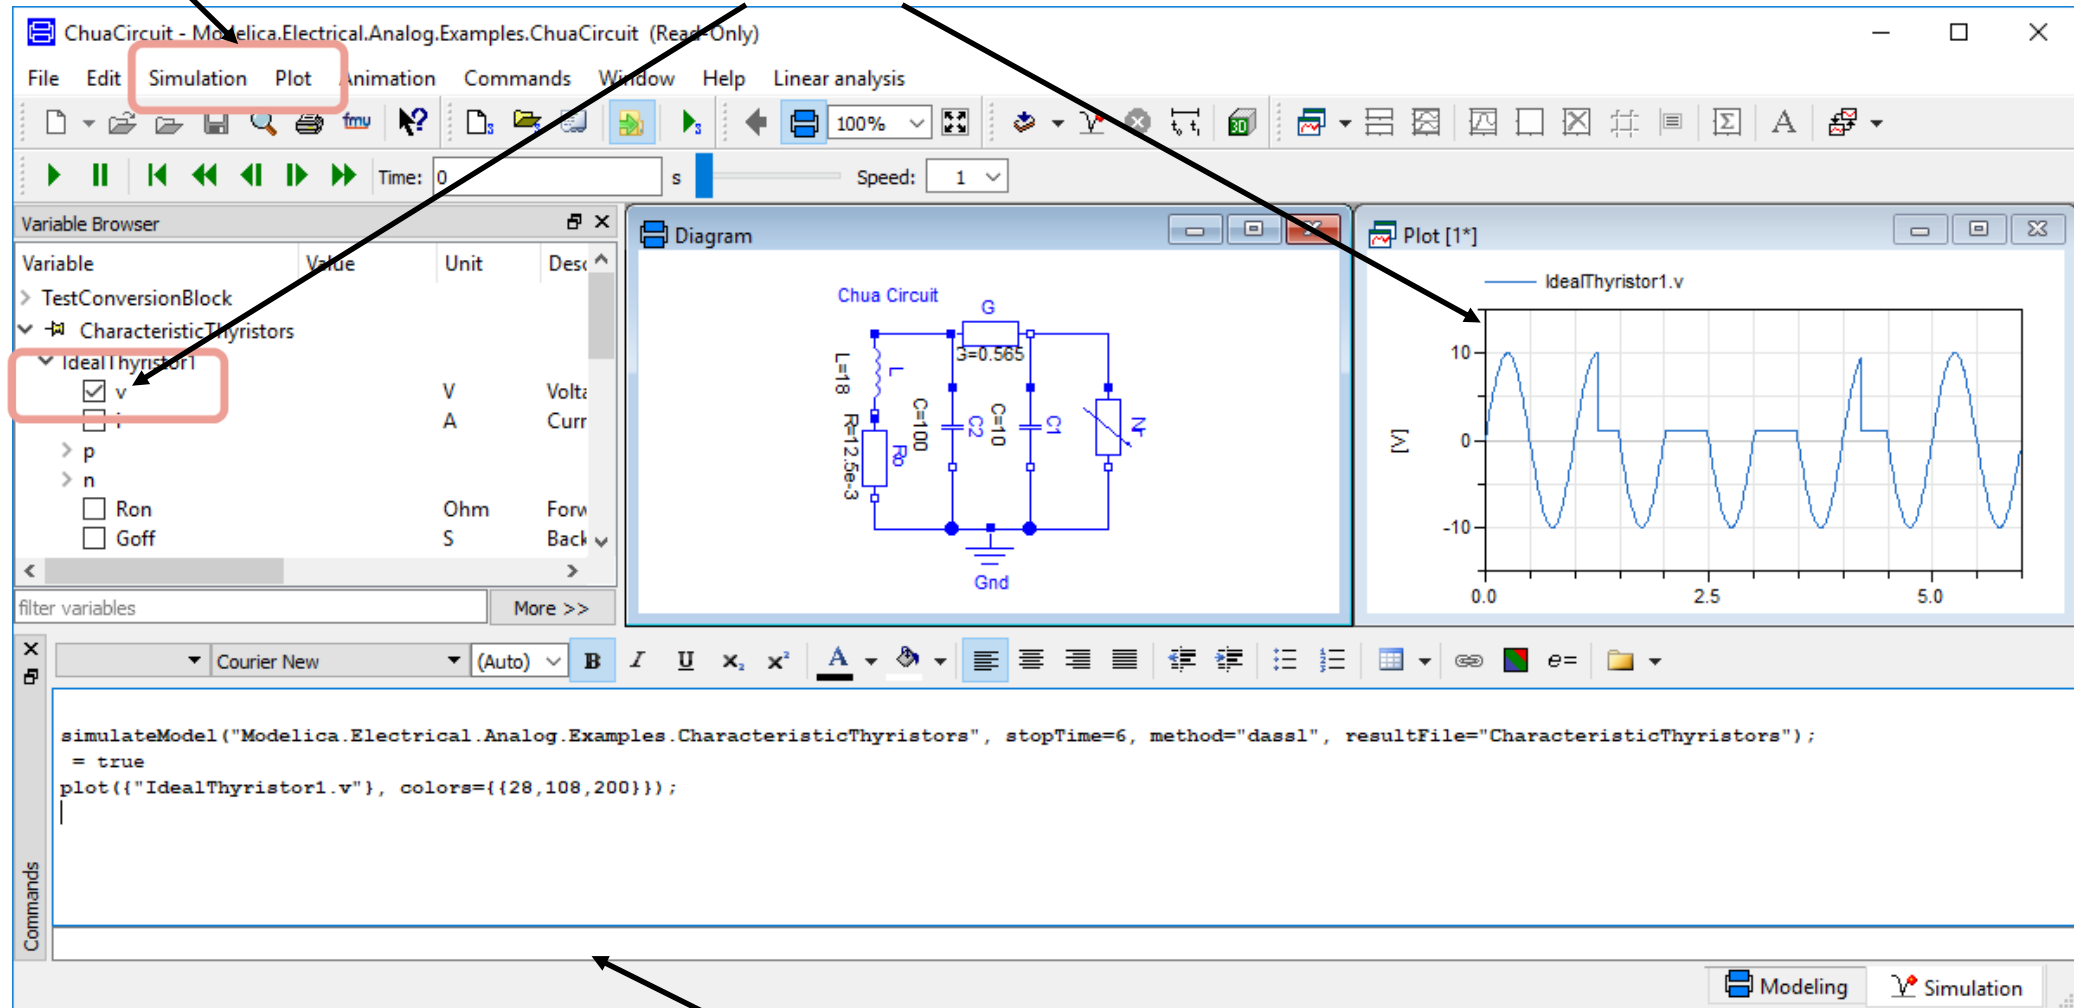 ChuaCircuit - Modelica.Electrical.Analog.Examples.ChuaCircuit (Read-Only)
File Edit Simulation Plot Animation Commands Window Help Linear analysis
fmu 100% 3D A
Time: 0 s Speed: 1
Variable Browser
Variable Value Unit Desc
TestConversionBlock
CharacteristicThyristors
IdealThyristor1
v V Volta
i A Curr
p
n
Ron Ohm Forw
Goff S Back
filter variables More >>
Diagram
Chua Circuit
G
G=0.565
L=18
L
R=12.5e-3
Ro
C=100
C2
C=10
C1
Nr
Gnd
Plot [1*]
IdealThyristor1.v
[V]
10
0
-10
0.0 2.5 5.0
Courier New (Auto) B I U x₂ x² A e=
simulateModel("Modelica.Electrical.Analog.Examples.CharacteristicThyristors", stopTime=6, method="dassl", resultFile="CharacteristicThyristors");
= true
plot({"IdealThyristor1.v"}, colors={{28,108,200}});
Commands
Modeling Simulation